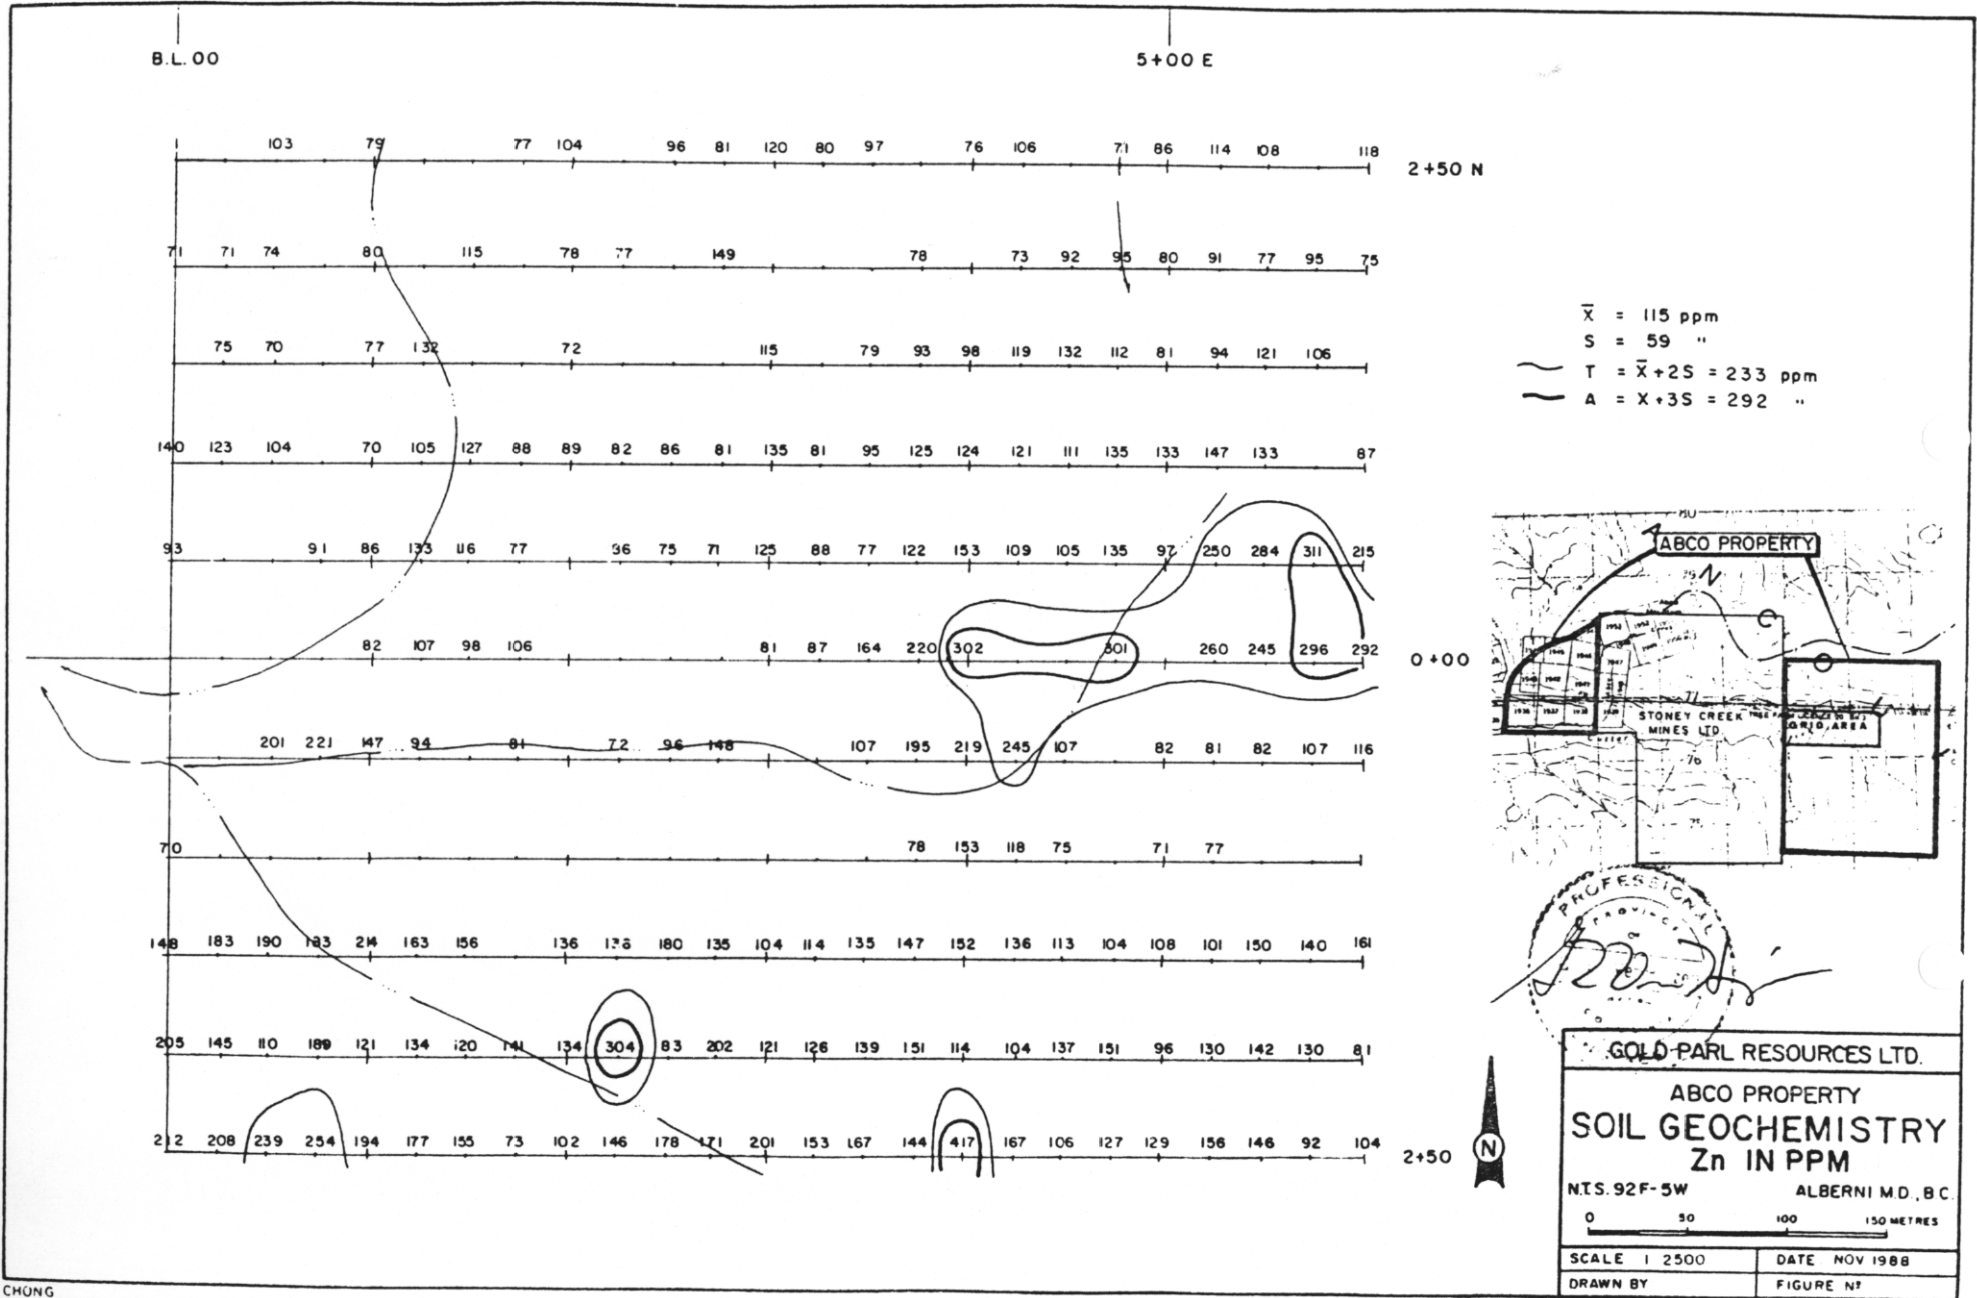 B.L. 00 5+00 E
103 79 77 104 96 81 120 80 97 76 106 71 86 114 108 118
2+50 N
71 71 74 80 115 78 77 149 78 73 92 95 80 91 77 95 75
X̅ = 115 ppm
S = 59 "
T = X̅+2S = 233 ppm
A = X+3S = 292 "
75 70 77 132 72 115 79 93 98 119 132 112 81 94 121 106
140 123 104 70 105 127 88 89 82 86 81 135 81 95 125 124 121 111 135 133 147 133 87
93 91 86 133 116 77 36 75 71 125 88 77 122 153 109 105 135 97 250 284 311 215
82 107 98 106 81 87 164 220 302 301 260 245 296 292
0+00
201 221 147 94 81 72 96 148 107 195 219 245 107 82 81 82 107 116
70 78 153 118 75 71 77
148 183 190 183 214 163 156 136 180 135 104 114 135 147 152 136 113 104 108 101 150 140 161
205 145 110 189 121 134 120 141 134 304 83 202 121 126 139 151 114 104 137 151 96 130 142 130 81
212 208 239 254 194 177 155 73 102 146 178 171 201 153 167 144 417 167 106 127 129 156 146 92 104
2+50
ABCO PROPERTY
STONEY CREEK
MINES LTD.
GRID AREA
77
76
PROFESSIONAL
PROVINCE
N
GOLD-PARL RESOURCES LTD.
ABCO PROPERTY
SOIL GEOCHEMISTRY
Zn IN PPM
N.T.S. 92F-5W ALBERNI M.D., B.C.
0 50 100 150 METRES
SCALE 1 2500 DATE NOV 1988
DRAWN BY FIGURE Nº
CHONG